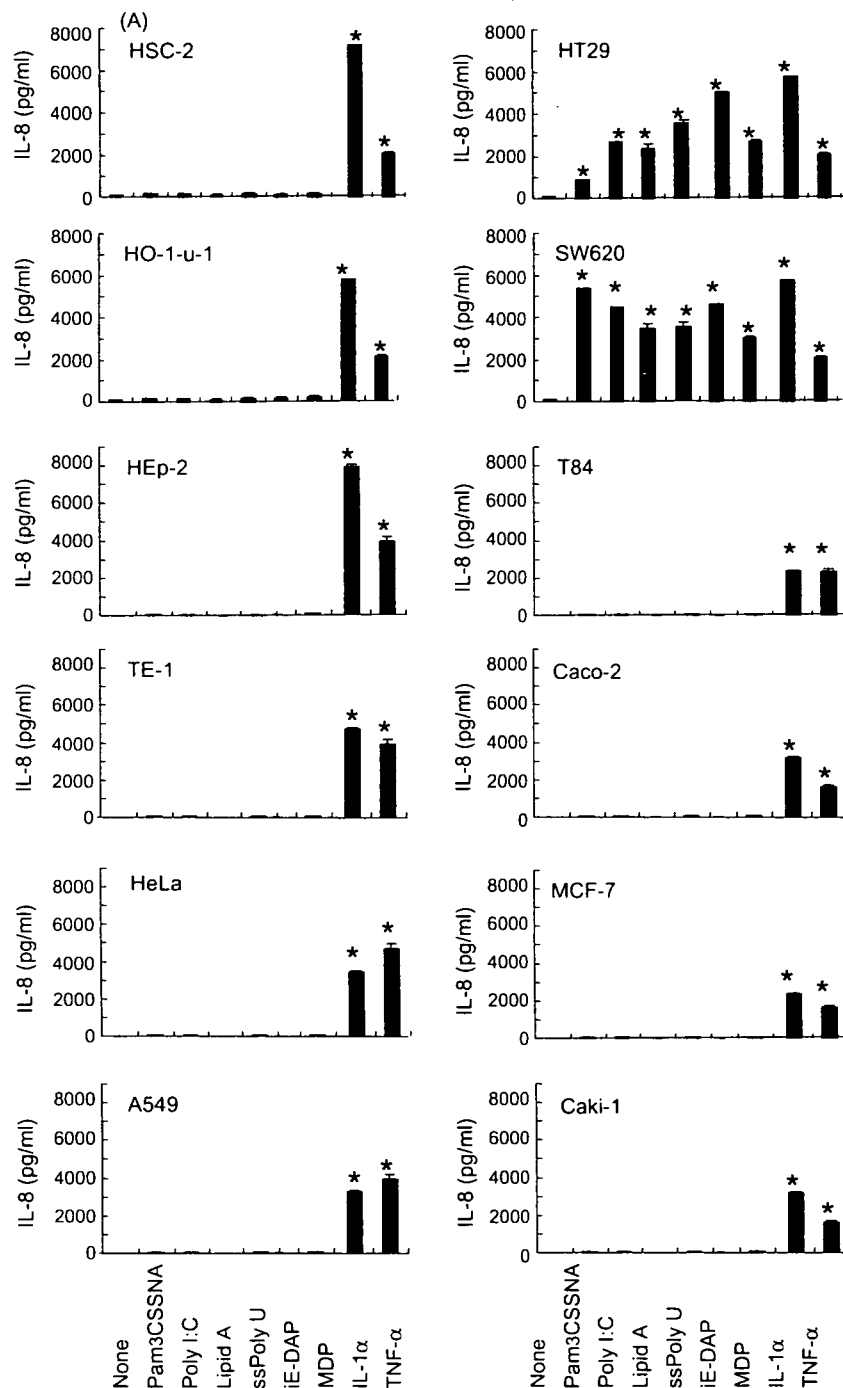 (A)
HSC-2
IL-8 (pg/ml)
8000
6000
4000
2000
0
HT29
IL-8 (pg/ml)
8000
6000
4000
2000
0
HO-1-u-1
IL-8 (pg/ml)
8000
6000
4000
2000
0
SW620
IL-8 (pg/ml)
8000
6000
4000
2000
0
HEp-2
IL-8 (pg/ml)
8000
6000
4000
2000
0
T84
IL-8 (pg/ml)
8000
6000
4000
2000
0
TE-1
IL-8 (pg/ml)
8000
6000
4000
2000
0
Caco-2
IL-8 (pg/ml)
8000
6000
4000
2000
0
HeLa
IL-8 (pg/ml)
8000
6000
4000
2000
0
MCF-7
IL-8 (pg/ml)
8000
6000
4000
2000
0
A549
IL-8 (pg/ml)
8000
6000
4000
2000
0
Caki-1
IL-8 (pg/ml)
8000
6000
4000
2000
0
None
Pam3CSSNA
Poly I:C
Lipid A
ssPoly U
iE-DAP
MDP
IL-1α
TNF-α
None
Pam3CSSNA
Poly I:C
Lipid A
ssPoly U
iE-DAP
MDP
IL-1α
TNF-α